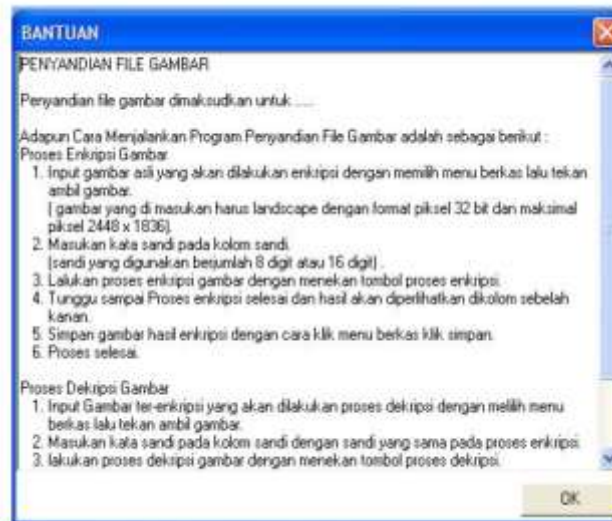 BANTUAN
PENYANDIAN FILE GAMBAR
Penyandian file gambar dimaksudkan untuk .....
Adapun Cara Menjalankan Program Penyandian File Gambar adalah sebagai berikut :
Proses Enkripsi Gambar
1. Input gambar asli yang akan dilakukan enkripsi dengan memilih menu berkas lalu tekan
ambil gambar.
( gambar yang di masukan harus landscape dengan format piksel 32 bit dan maksimal
piksel 2448 x 1836).
2. Masukan kata sandi pada kolom sandi.
(sandi yang digunakan berjumlah 8 digit atau 16 digit) .
3. Lalukan proses enkripsi gambar dengan menekan tombol proses enkripsi.
4. Tunggu sampai Proses enkripsi selesai dan hasil akan diperlihatkan dikolom sebelah
kanan.
5. Simpan gambar hasil enkripsi dengan cara klik menu berkas klik simpan.
6. Proses selesai.
Proses Dekripsi Gambar
1. Input Gambar ter-enkripsi yang akan dilakukan proses dekripsi dengan melilih menu
berkas lalu tekan ambil gambar.
2. Masukan kata sandi pada kolom sandi dengan sandi yang sama pada proses enkripsi.
3. lakukan proses dekripsi gambar dengan menekan tombol proses dekripsi.
OK